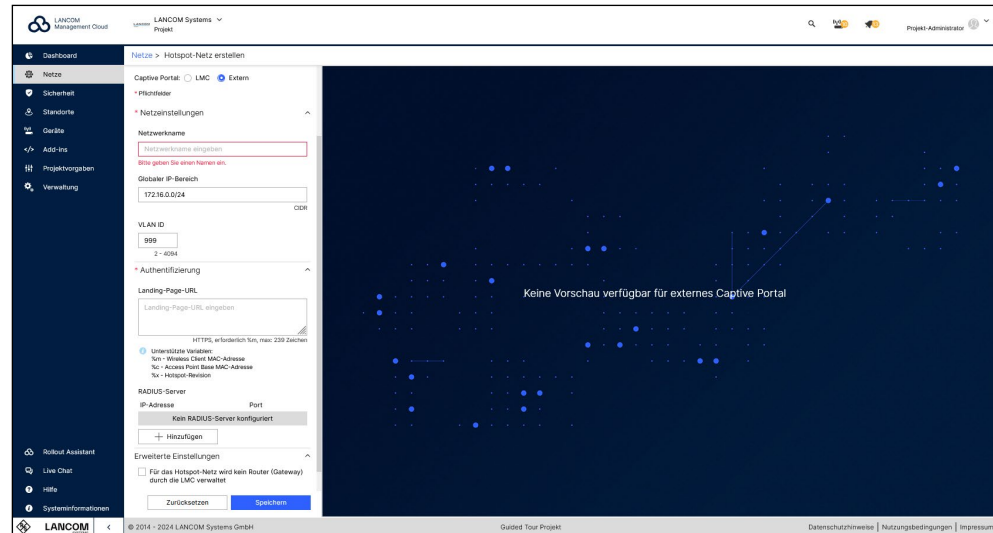 LANCOM
Management Cloud
LANCOM Systems
Projekt
Projekt-Administrator
Dashboard
Netze
Sicherheit
Standorte
Geräte
Add-ins
Projektvorgaben
Verwaltung
Rollout Assistant
Live Chat
Hilfe
Systeminformationen
LANCOM
Netze > Hotspot-Netz erstellen
Captive Portal: LMC Extern
* Pflichtfelder
* Netzeinstellungen
Netzwerkname
Netzwerkname eingeben
Bitte geben Sie einen Namen ein.
Globaler IP-Bereich
172.16.0.0/24
CIDR
VLAN ID
999
2 - 4094
* Authentifizierung
Landing-Page-URL
Landing-Page-URL eingeben
HTTPS, erforderlich %m, max: 239 Zeichen
Unterstützte Variablen:
%m - Wireless Client MAC-Adresse
%c - Access Point Base MAC-Adresse
%x - Hotspot-Revision
RADIUS-Server
IP-Adresse Port
Kein RADIUS-Server konfiguriert
+ Hinzufügen
Erweiterte Einstellungen
Für das Hotspot-Netz wird kein Router (Gateway)
durch die LMC verwaltet
Zurücksetzen Speichern
Keine Vorschau verfügbar für externes Captive Portal
© 2014 - 2024 LANCOM Systems GmbH
Guided Tour Projekt
Datenschutzhinweise | Nutzungsbedingungen | Impressum